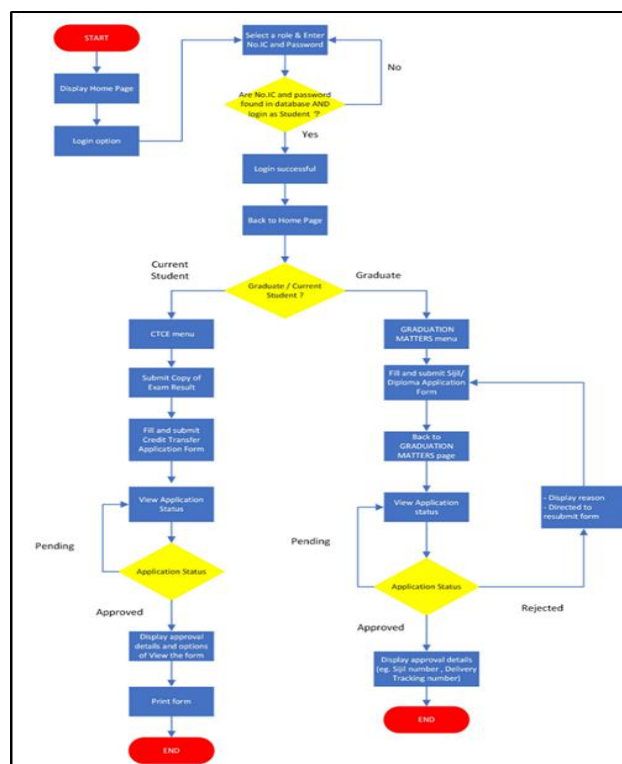 START
Display Home Page
Login option
Select a role & Enter
No.IC and Password
No
Are No.IC and password
found in database AND
login as Student ?
Yes
Login successful
Back to Home Page
Current
Student
Graduate / Current
Student ?
Graduate
CTCE menu
Submit Copy of
Exam Result
Fill and submit
Credit Transfer
Application Form
View Application
Status
Pending
Application Status
Approved
Display approval
details and options
of View the form
Print form
END
GRADUATION
MATTERS menu
Fill and submit Sijil/
Diploma Application
Form
Back to
GRADUATION
MATTERS page
View Application
status
- Display reason
- Directed to
resubmit form
Pending
Application Status
Rejected
Approved
Display approval details
(eg. Sijil number , Delivery
Tracking number)
END